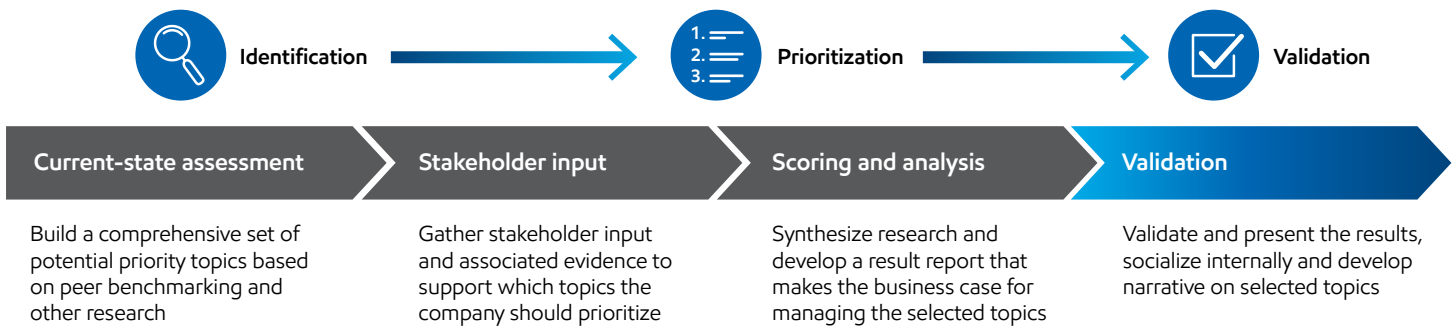 Identification
1.
2.
3.
Prioritization
Validation
Current-state assessment
Stakeholder input
Scoring and analysis
Validation
Build a comprehensive set of
potential priority topics based
on peer benchmarking and
other research
Gather stakeholder input
and associated evidence to
support which topics the
company should prioritize
Synthesize research and
develop a result report that
makes the business case for
managing the selected topics
Validate and present the results,
socialize internally and develop
narrative on selected topics